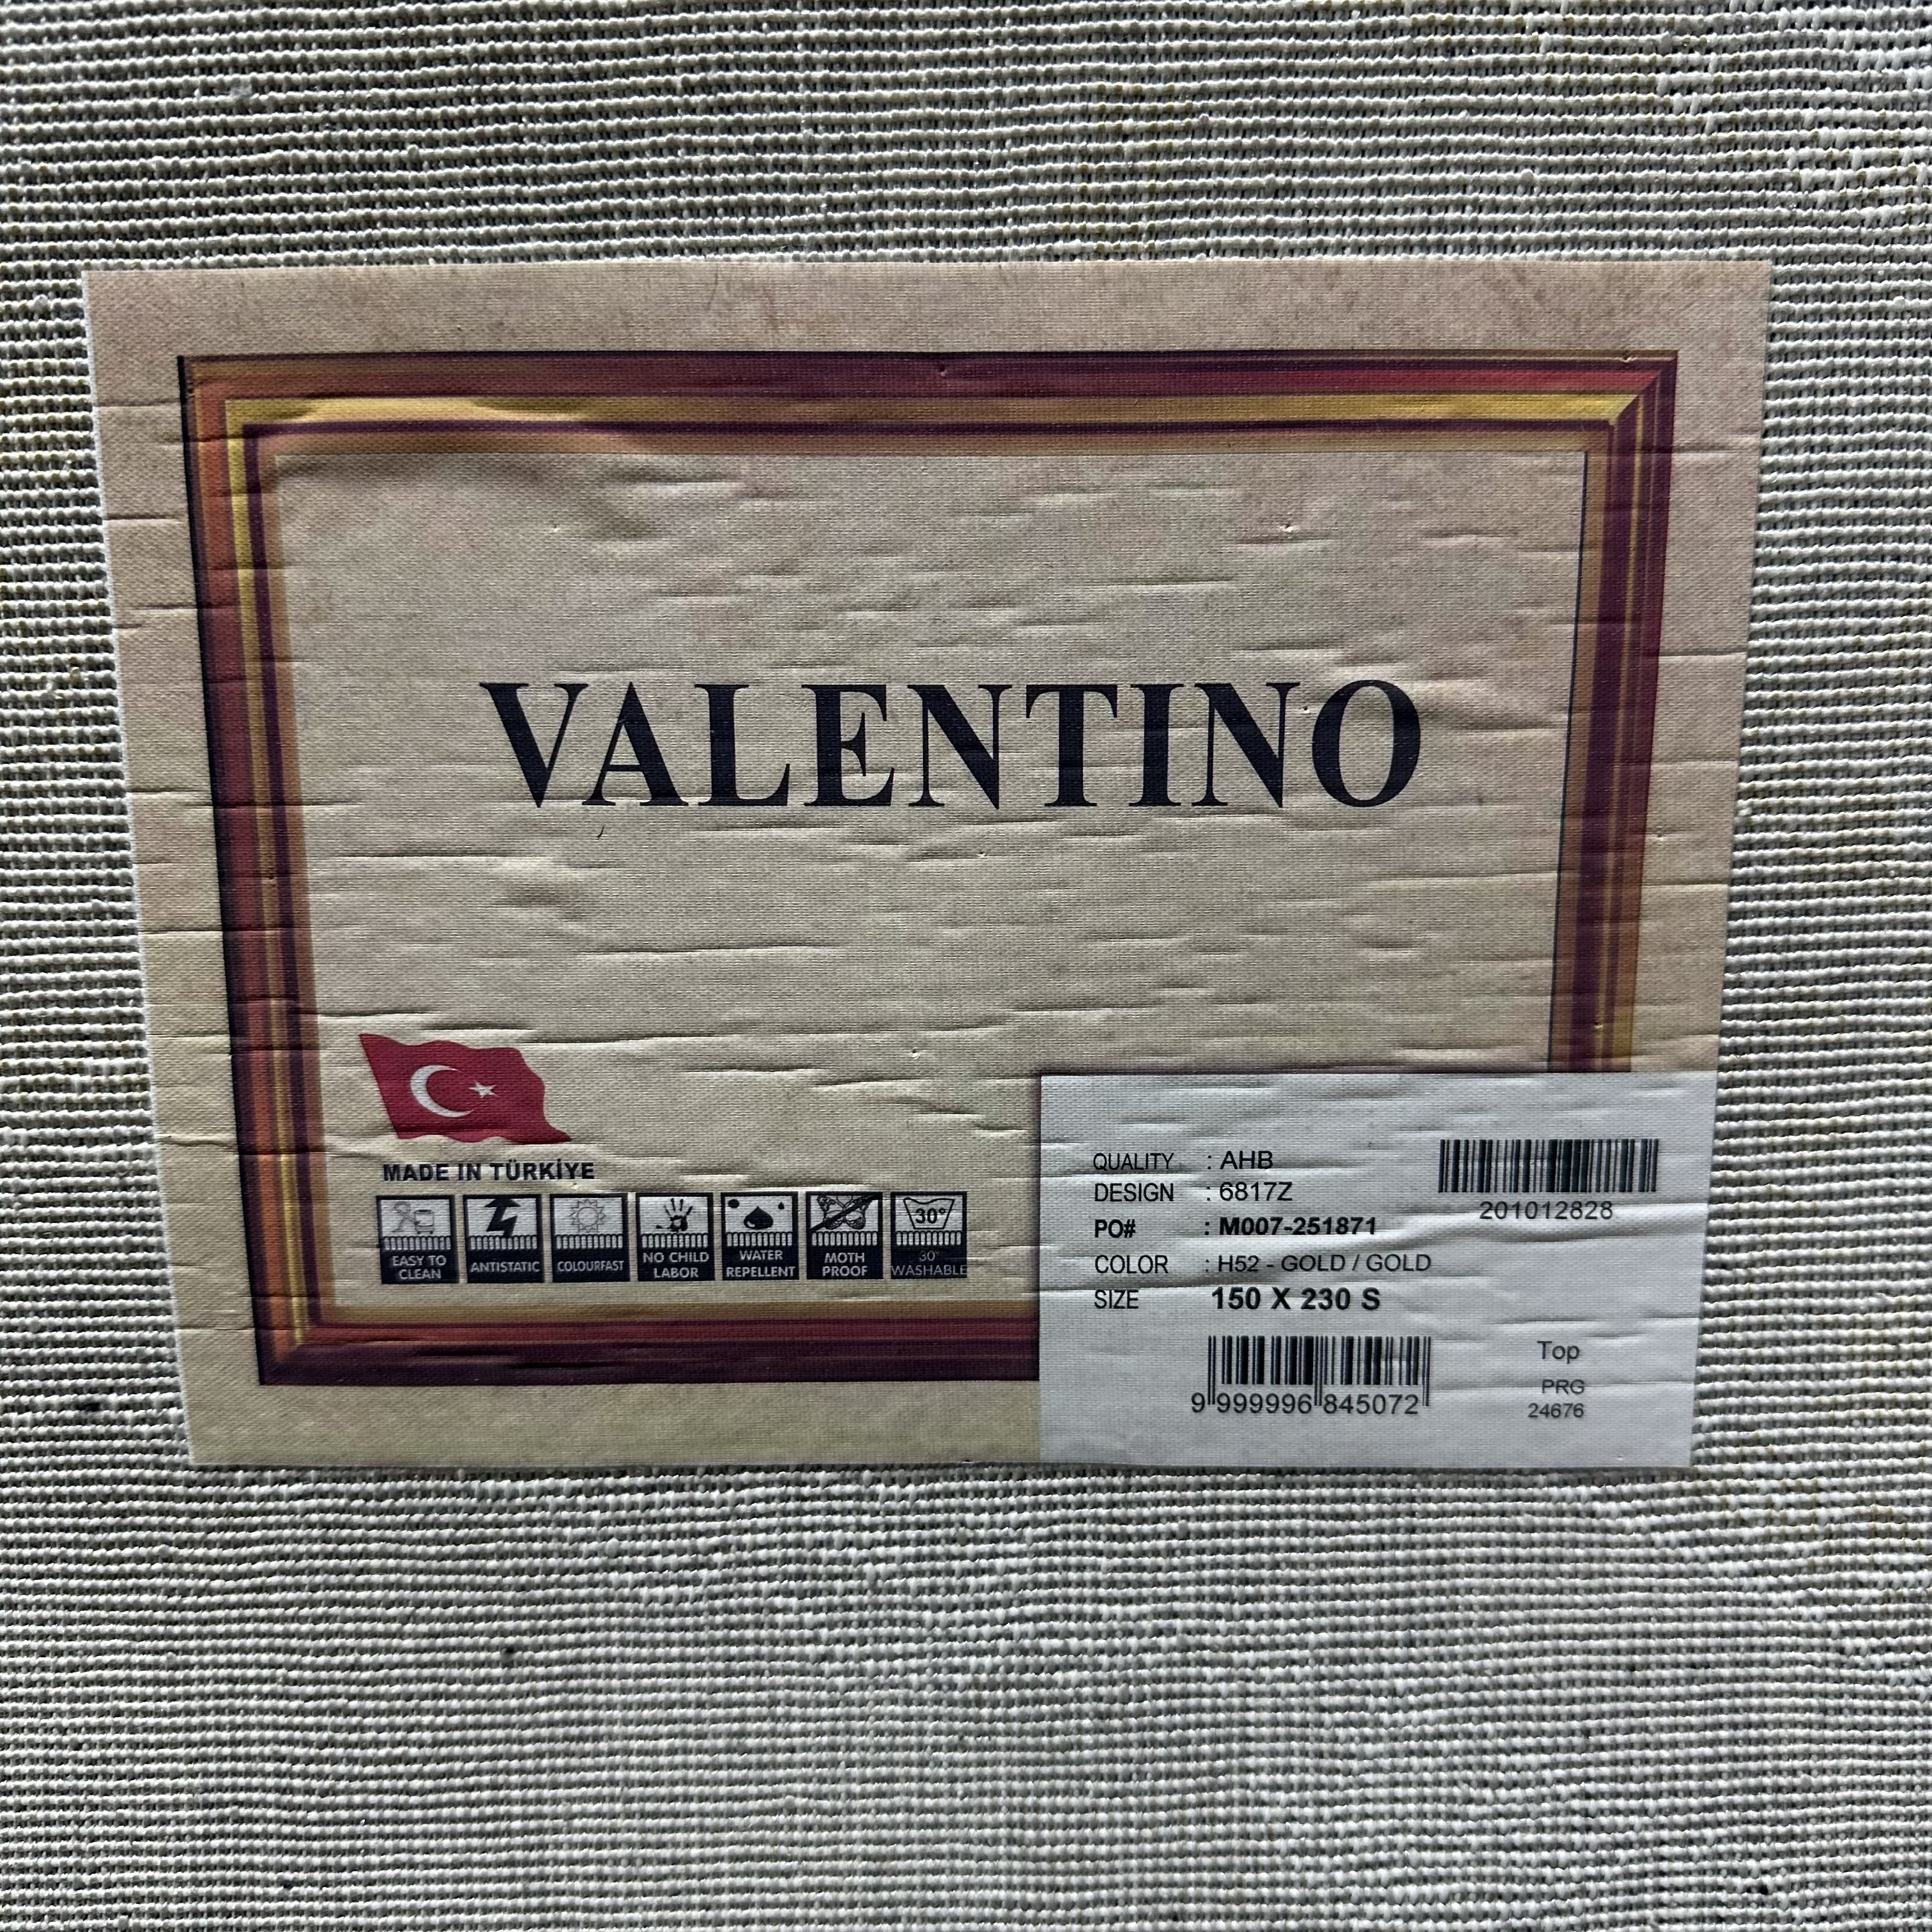 VALENTINO
MADE IN TÜRKİYE
EASY TO
CLEAN
ANTISTATIC
COLOURFAST
NO CHILD
LABOR
WATER
REPELLENT
MOTH
PROOF
30°
30°
WASHABLE
QUALITY : AHB
DESIGN : 6817Z
PO# : M007-251871
COLOR : H52 - GOLD / GOLD
SIZE 150 X 230 S
201012828
9 999996 845072
Top
PRG
24676